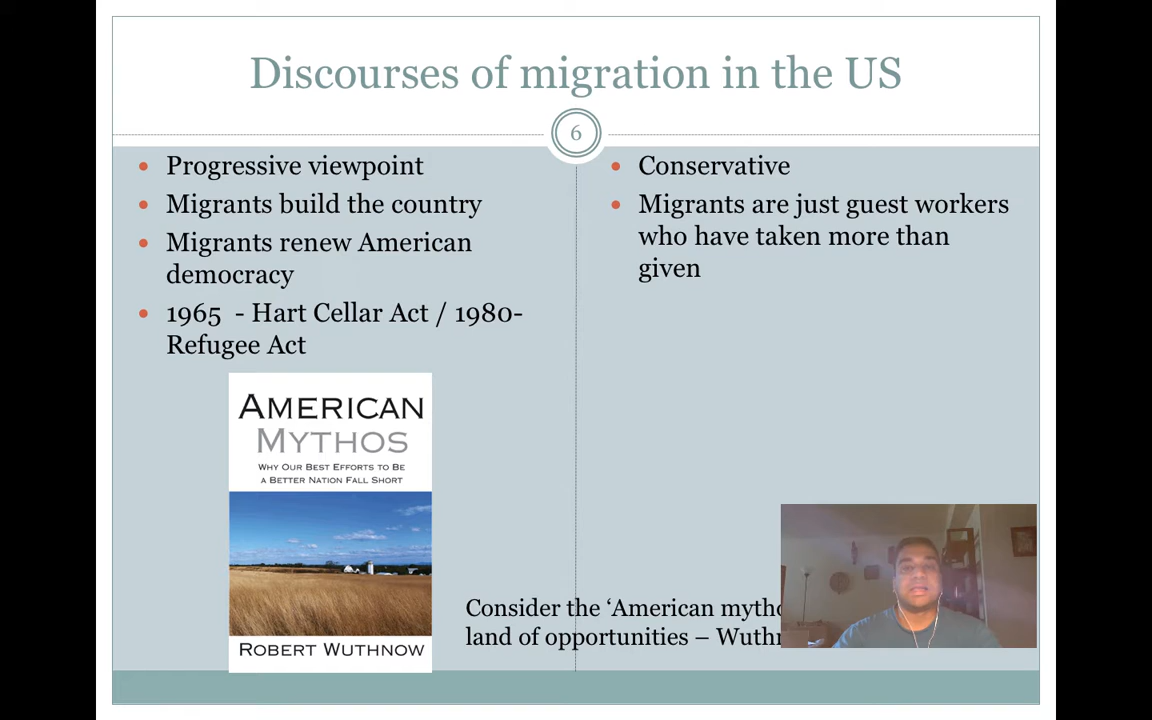 Discourses of migration in the US
6
• Progressive viewpoint
• Migrants build the country
• Migrants renew American
democracy
• 1965 - Hart Cellar Act / 1980-
Refugee Act
• Conservative
• Migrants are just guest workers
who have taken more than
given
AMERICAN
MYTHOS
WHY OUR BEST EFFORTS TO BE
A BETTER NATION FALL SHORT
ROBERT WUTHNOW
Consider the ‘American
land of opportunities –